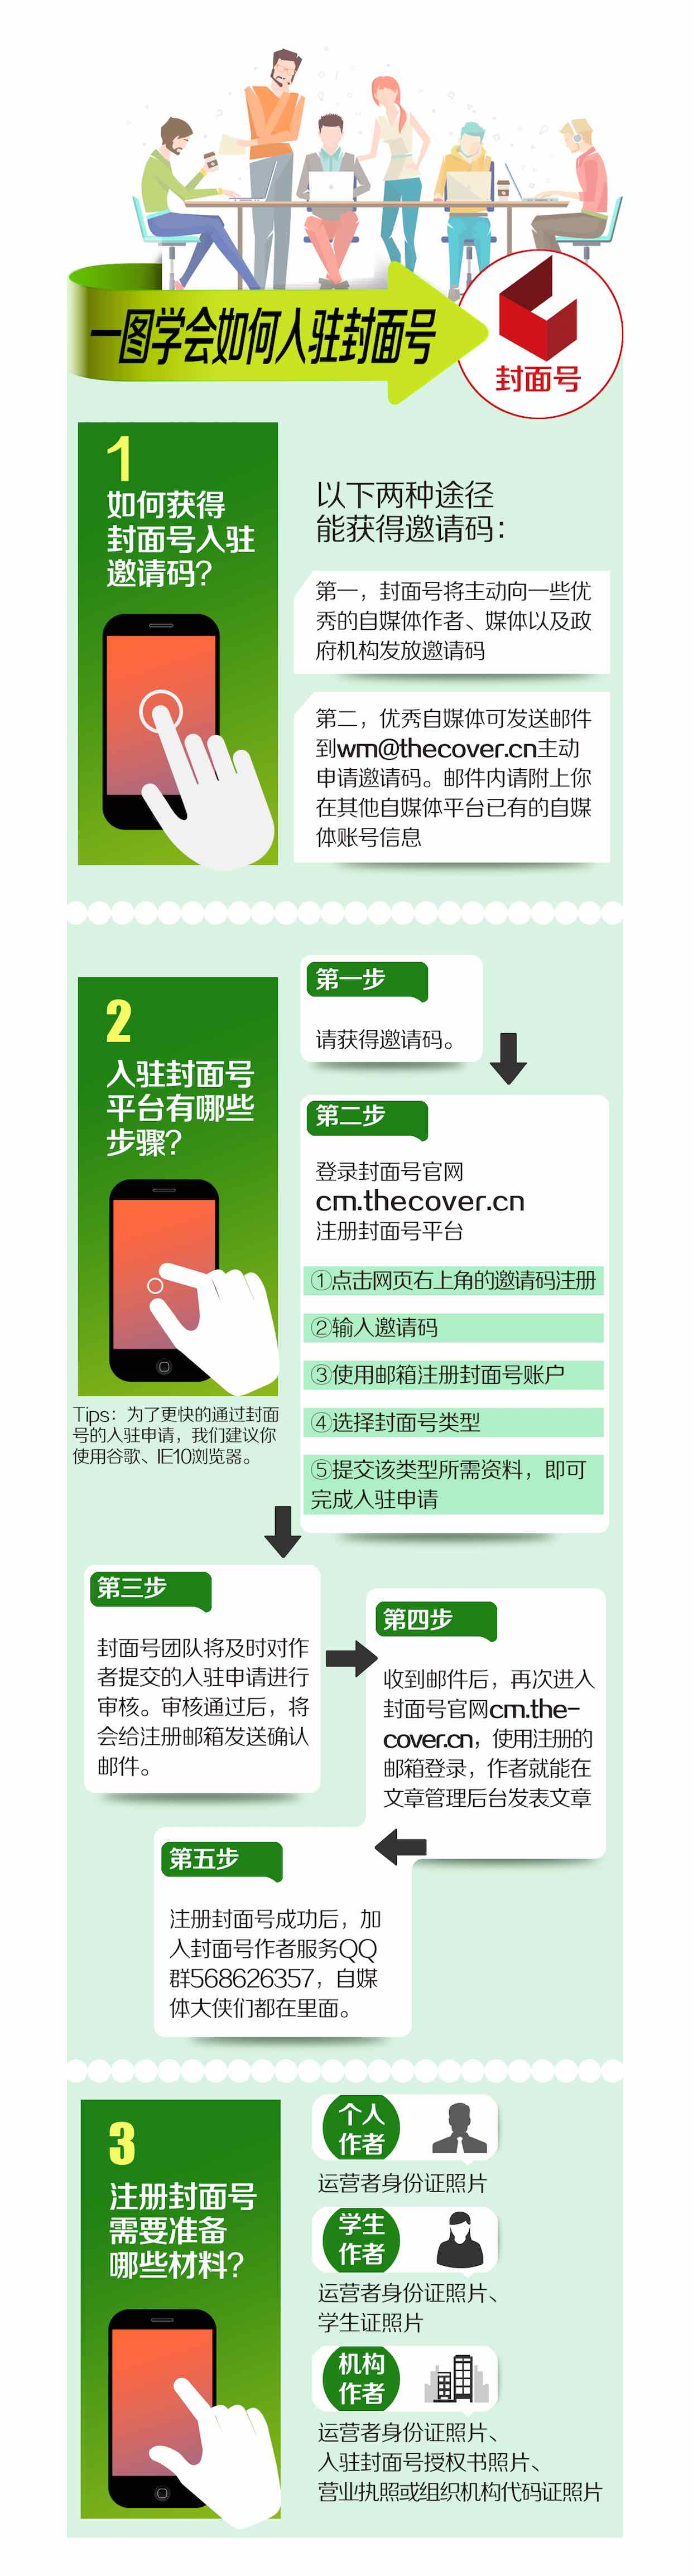 一图学会如何入驻封面号
封面号
1
如何获得
封面号入驻
邀请码?
以下两种途径
能获得邀请码：
第一，封面号将主动向一些优
秀的自媒体作者、媒体以及政
府机构发放邀请码
第二，优秀自媒体可发送邮件
到wm@thecover.cn主动
申请邀请码。邮件内请附上你
在其他自媒体平台已有的自媒
体账号信息
2
入驻封面号
平台有哪些
步骤?
Tips：为了更快的通过封面
号的入驻申请，我们建议你
使用谷歌、IE10浏览器。
第一步
请获得邀请码。
第二步
登录封面号官网
cm.thecover.cn
注册封面号平台
①点击网页右上角的邀请码注册
②输入邀请码
③使用邮箱注册封面号账户
④选择封面号类型
⑤提交该类型所需资料，即可
完成入驻申请
第三步
封面号团队将及时对作
者提交的入驻申请进行
审核。审核通过后，将
会给注册邮箱发送确认
邮件。
第四步
收到邮件后，再次进入
封面号官网cm.the-
cover.cn，使用注册的
邮箱登录，作者就能在
文章管理后台发表文章
第五步
注册封面号成功后，加
入封面号作者服务QQ
群568626357，自媒
体大侠们都在里面。
3
注册封面号
需要准备
哪些材料?
个人
作者
运营者身份证照片
学生
作者
运营者身份证照片、
学生证照片
机构
作者
运营者身份证照片、
入驻封面号授权书照片、
营业执照或组织机构代码证照片